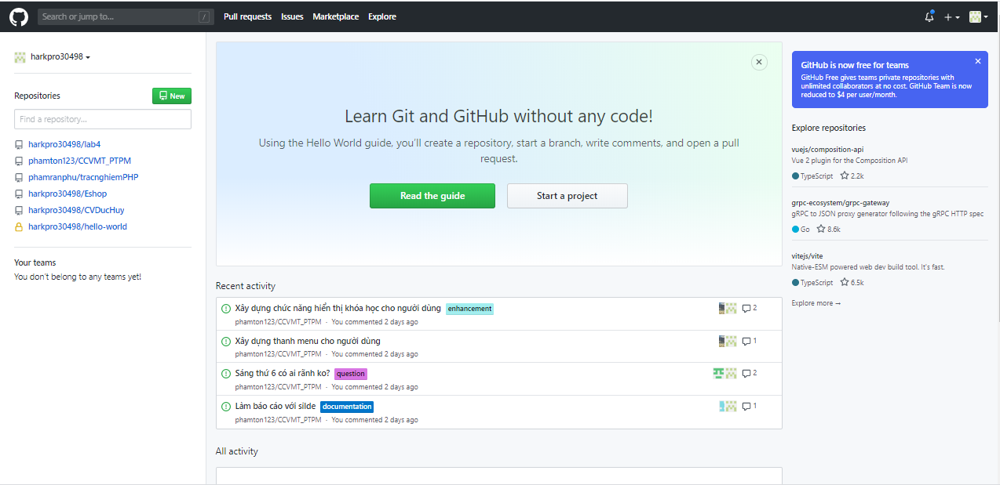 Search or jump to...
/
Pull requests
Issues
Marketplace
Explore
harkpro30498
Repositories
New
Find a repository...
harkpro30498/lab4
phamton123/CCVMT_PTPM
phamranphu/tracnghiemPHP
harkpro30498/Eshop
harkpro30498/CVDucHuy
harkpro30498/hello-world
Your teams
You don't belong to any teams yet!
Learn Git and GitHub without any code!
Using the Hello World guide, you'll create a repository, start a branch, write comments, and open a pull
request.
Read the guide
Start a project
Recent activity
Xây dựng chức năng hiển thị khóa học cho người dùng enhancement 2
phamton123/CCVMT_PTPM · You commented 2 days ago
Xây dựng thanh menu cho người dùng 1
phamton123/CCVMT_PTPM · You commented 2 days ago
Sáng thứ 6 có ai rãnh ko? question 2
phamton123/CCVMT_PTPM · You commented 2 days ago
Làm báo cáo với silde documentation 1
phamton123/CCVMT_PTPM · You commented 2 days ago
All activity
GitHub is now free for teams
GitHub Free gives teams private repositories with
unlimited collaborators at no cost. GitHub Team is now
reduced to $4 per user/month.
Explore repositories
vuejs/composition-api
Vue 2 plugin for the Composition API
TypeScript 2.2k
grpc-ecosystem/grpc-gateway
gRPC to JSON proxy generator following the gRPC HTTP spec
Go 8.6k
vitejs/vite
Native-ESM powered web dev build tool. It's fast.
TypeScript 6.5k
Explore more →